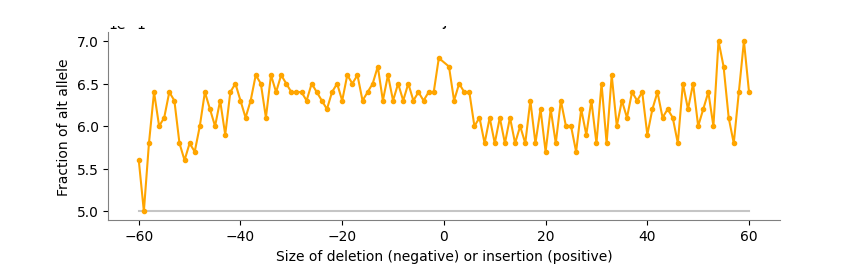 7.0
6.5
6.0
5.5
5.0
Fraction of alt allele
−60 −40 −20 0 20 40 60
Size of deletion (negative) or insertion (positive)